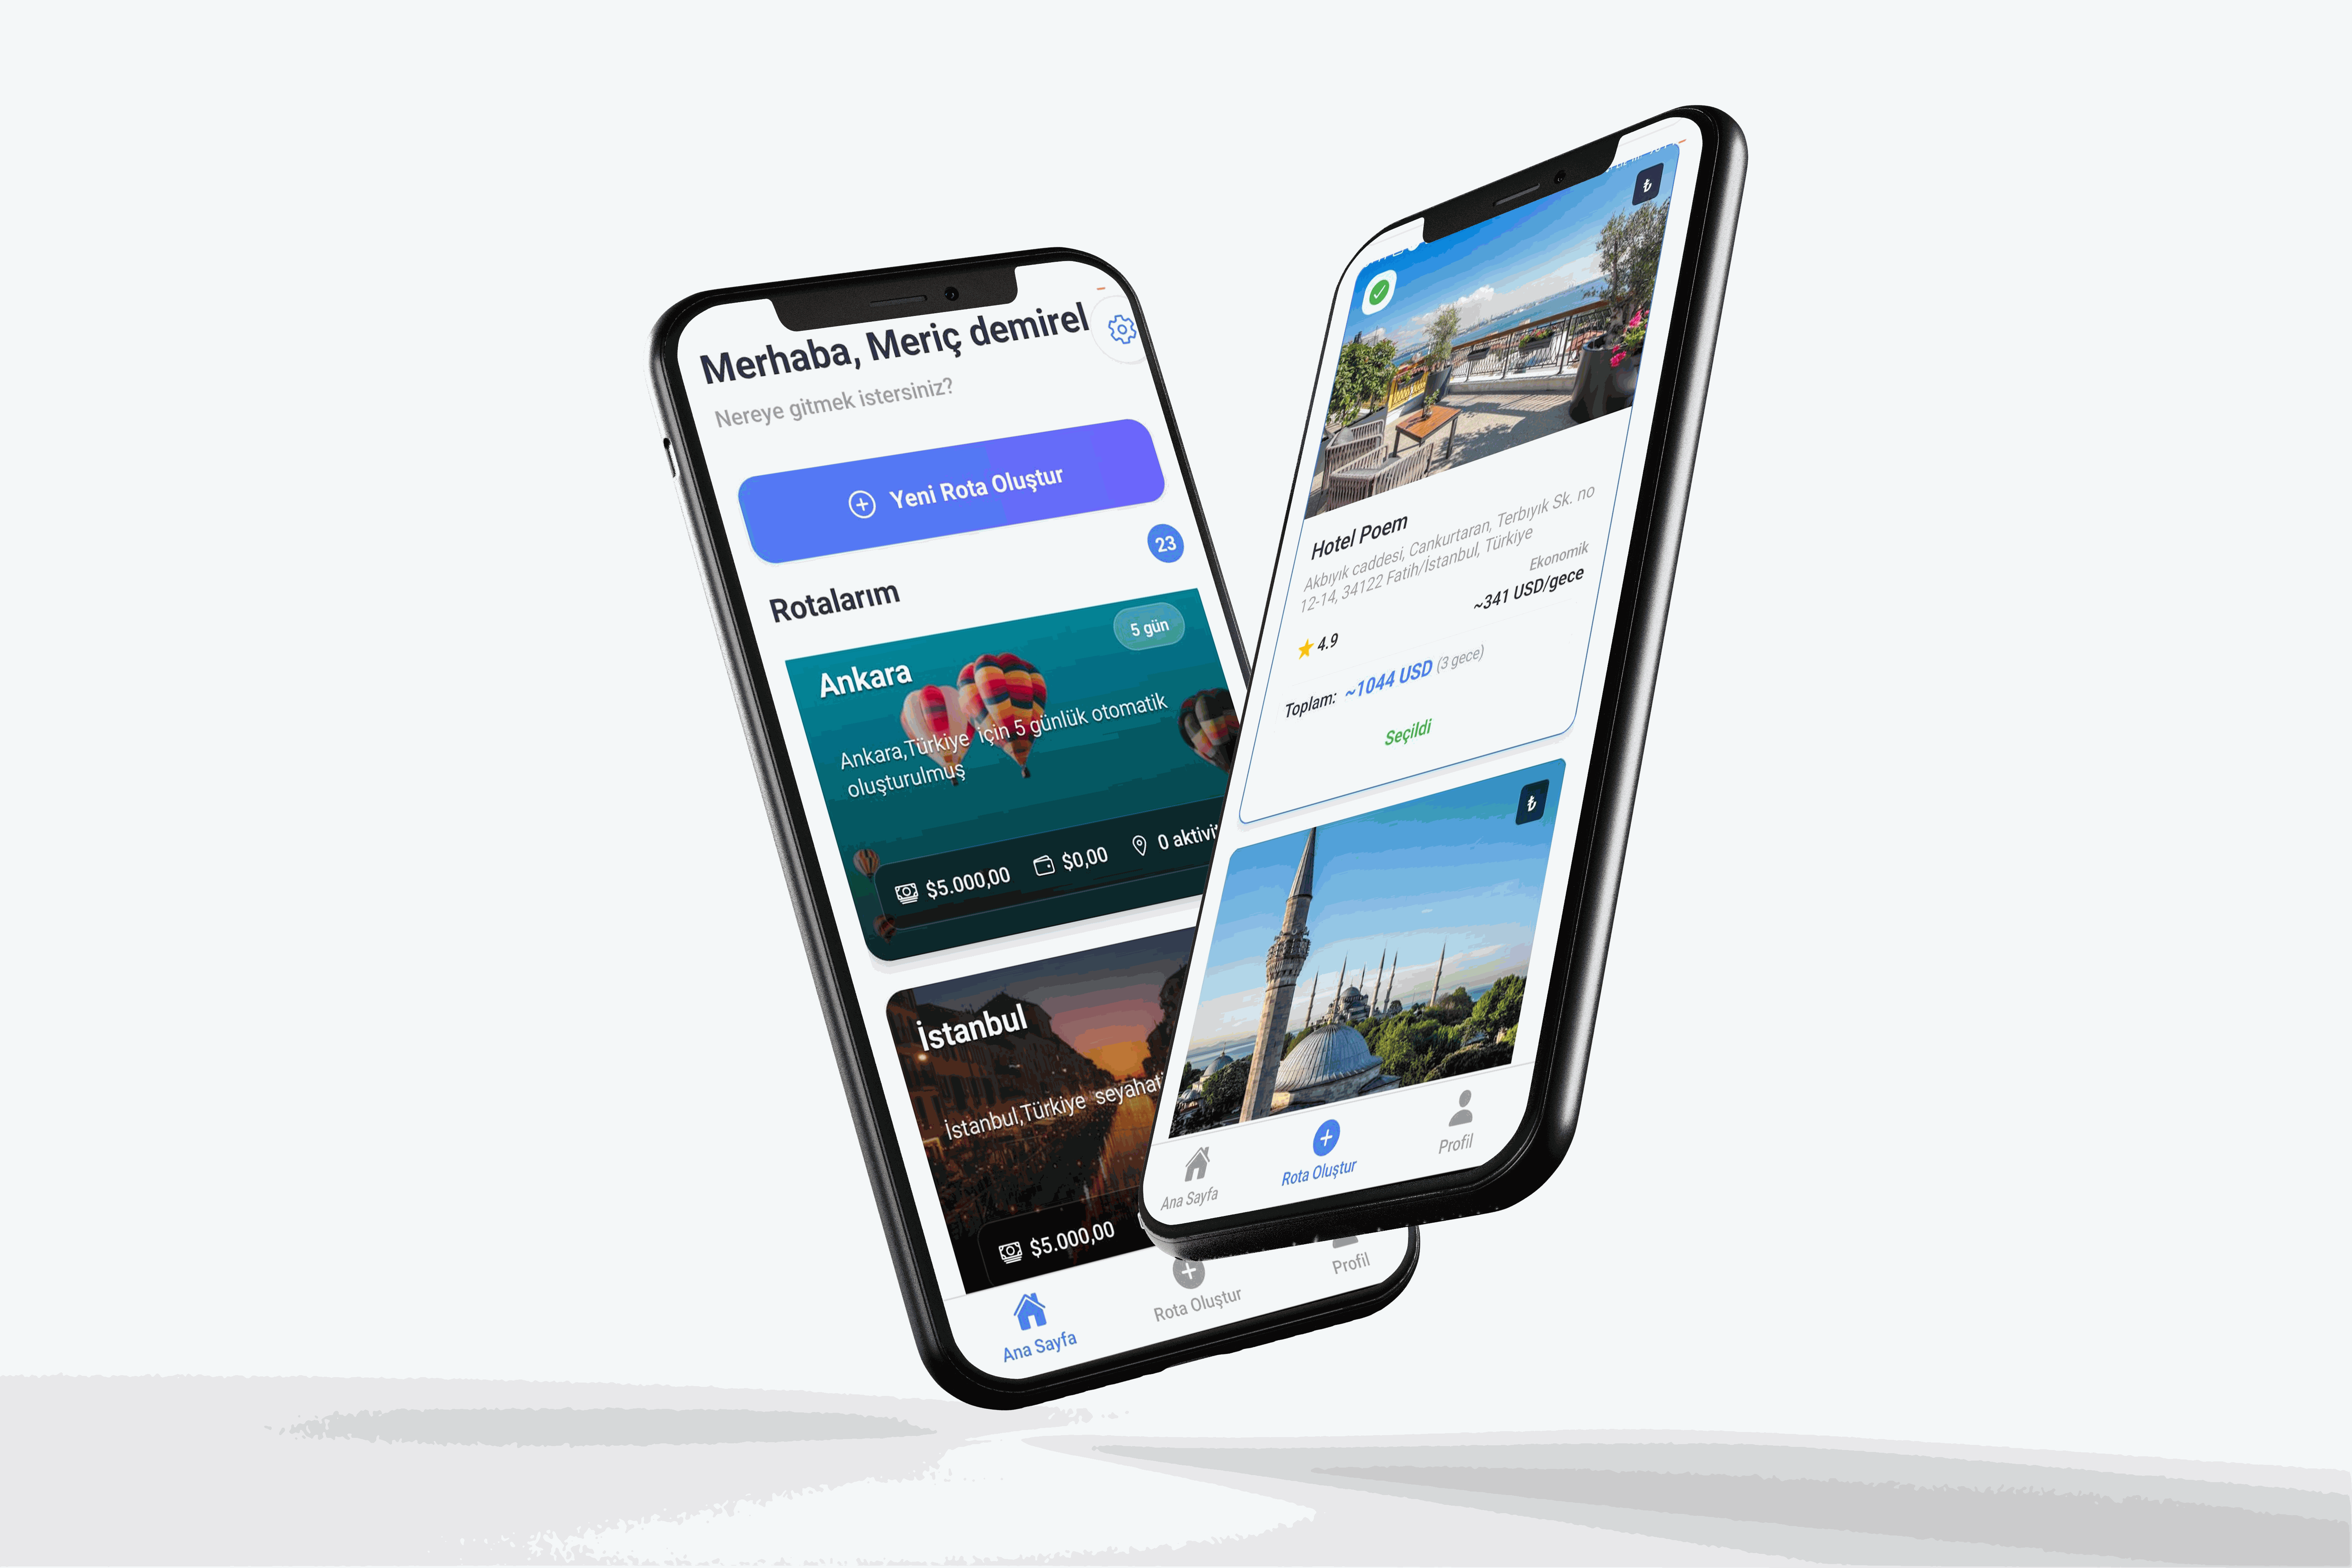 Merhaba, Meriç demirel
Nereye gitmek istersiniz?
Yeni Rota Oluştur
23
Rotalarım
5 gün
Ankara
Ankara,Türkiye için 5 günlük otomatik
oluşturulmuş
$5.000,00 $0,00 0 aktivi
İstanbul
İstanbul,Türkiye seyahat
$5.000,00
Ana Sayfa
Rota Oluştur
Profil
₺
Hotel Poem
Akbıyık caddesi, Cankurtaran, Terbıyık Sk. no
12-14, 34122 Fatih/İstanbul, Türkiye
Ekonomik
~341 USD/gece
4.9
Toplam: ~1044 USD (3 gece)
Seçildi
₺
Ana Sayfa
Rota Oluştur
Profil